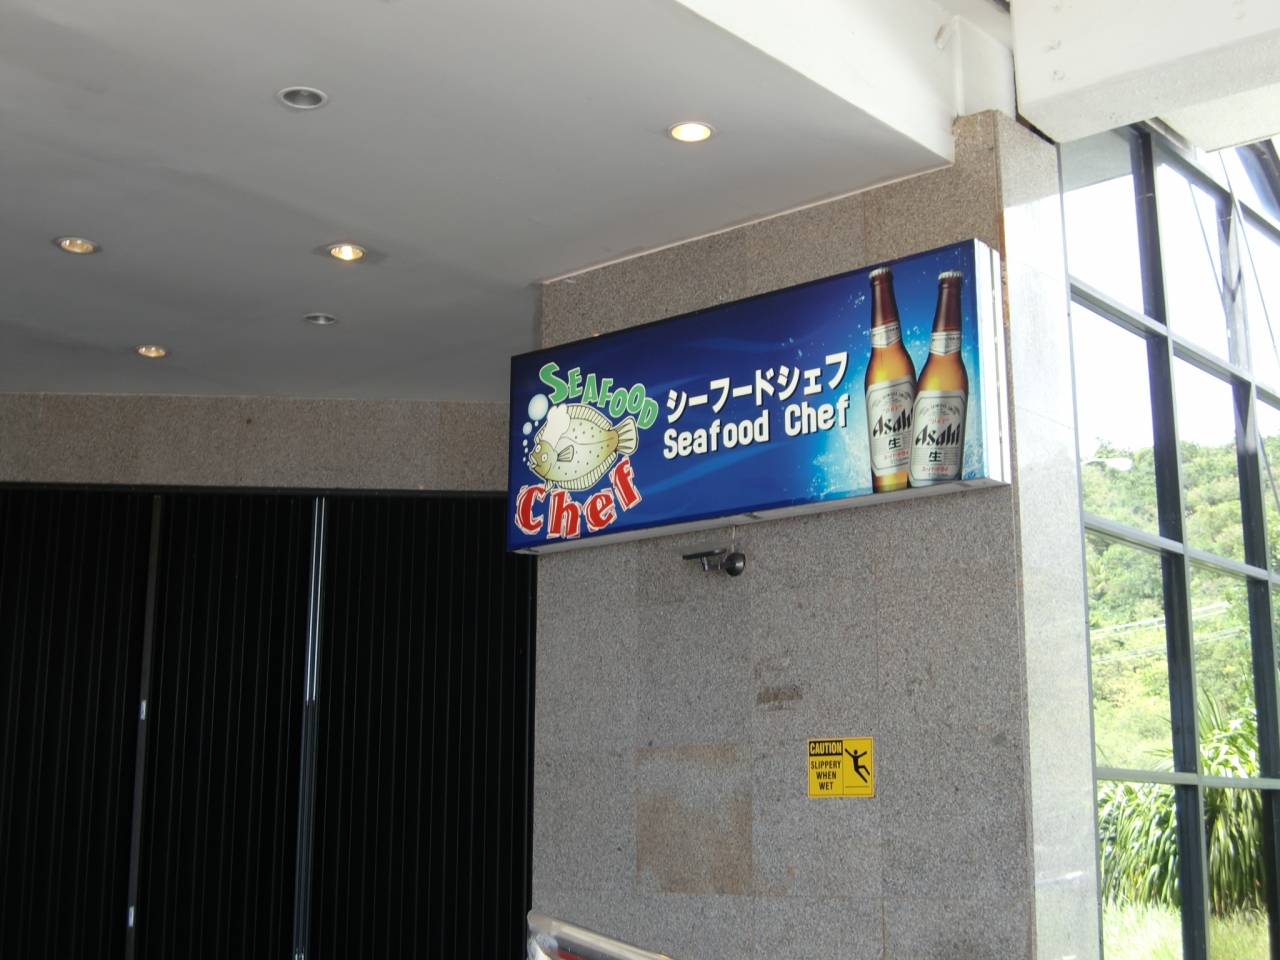 SEAFOOD
Chef
シーフードシェフ
Seafood Chef
Asahi
生
Asahi
生
CAUTION
SLIPPERY
WHEN
WET